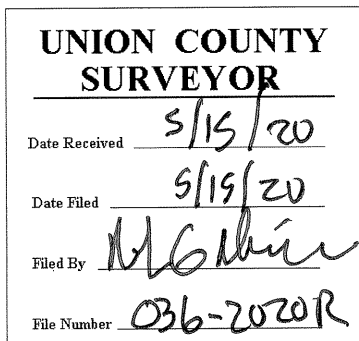 UNION COUNTY
SURVEYOR
Date Received 5/15/20
Date Filed 5/15/20
Filed By
File Number 036-2020R